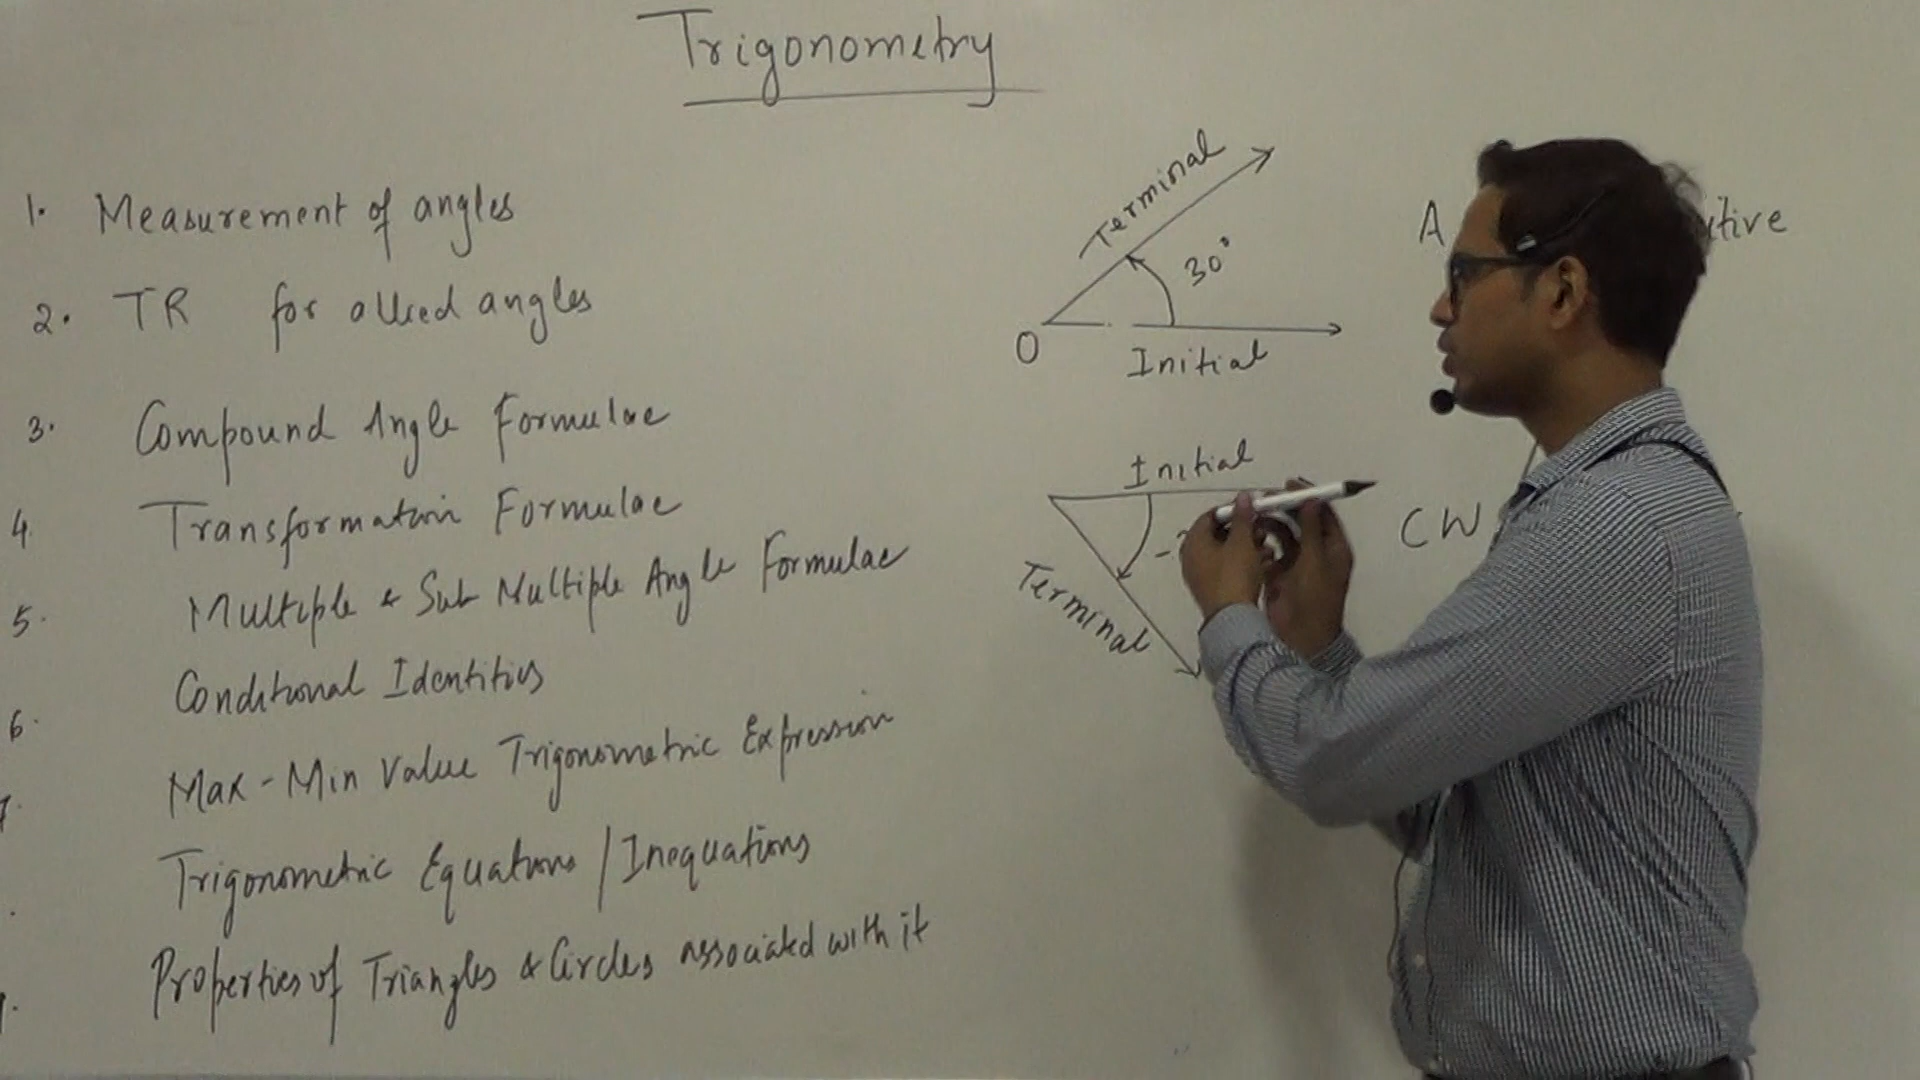 Trigonometry
1. Measurement of angles
2. TR for allied angles
3. Compound Angle Formulae
4. Transformation Formulae
5. Multiple & Sub Multiple Angle Formulae
6. Conditional Identities
7. Max-Min Value Trigonometric Expression
Trigonometric Equations / Inequations
Properties of Triangles & Circles associated with it
Terminal
30°
O
Initial
A
itive
Initial
Terminal
CW